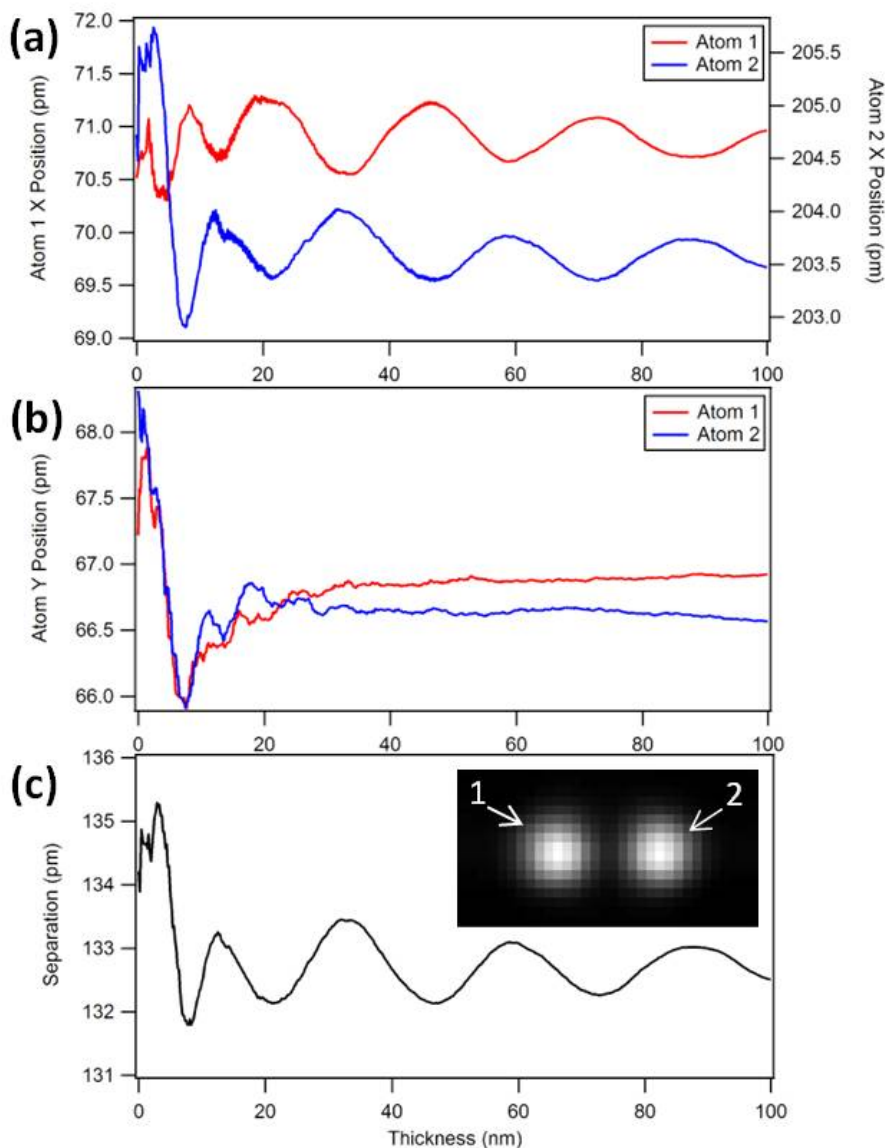 (a)
Atom 1
Atom 2
Atom 1 X Position (pm)
72.0
71.5
71.0
70.5
70.0
69.5
69.0
205.5
205.0
204.5
204.0
203.5
203.0
Atom 2 X Position
(pm)
0 20 40 60 80 100
(b)
Atom 1
Atom 2
Atom Y Position (pm)
68.0
67.5
67.0
66.5
66.0
0 20 40 60 80 100
(c)
Separation (pm)
136
135
134
133
132
131
1 2
0 20 40 60 80 100
Thickness (nm)